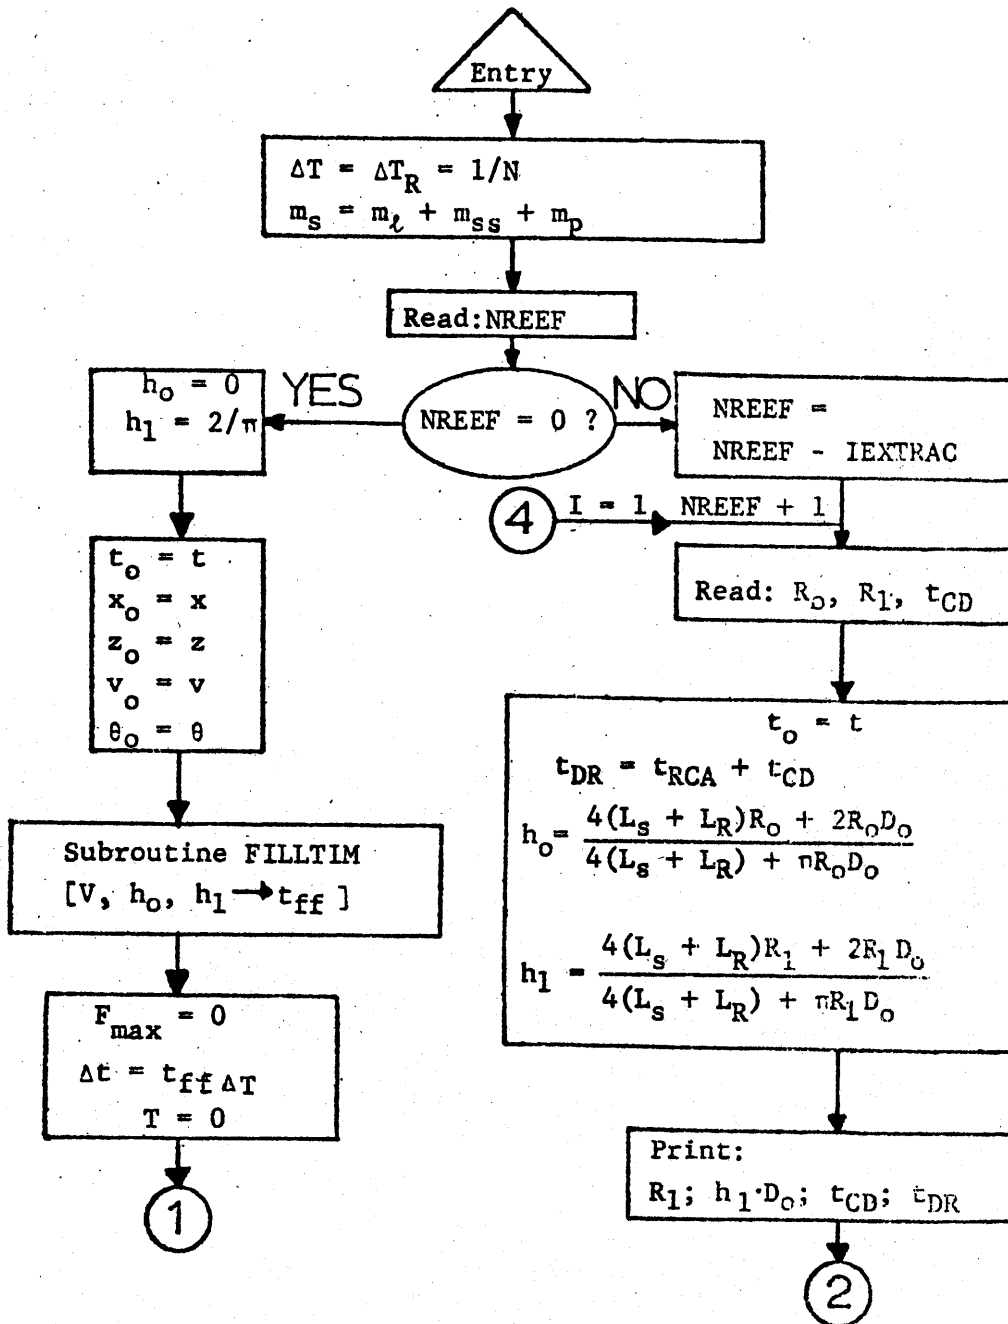 Entry
ΔT = ΔT_R = 1/N
m_s = m_ℓ + m_ss + m_p
Read: NREEF
NREEF = 0 ?
YES
h_o = 0
h_1 = 2/π
t_o = t
x_o = x
z_o = z
v_o = v
θ_o = θ
Subroutine FILLTIM
[V, h_o, h_1 → t_ff ]
F_max = 0
Δt = t_ff ΔT
T = 0
1
NO
NREEF =
NREEF - IEXTRAC
4
I = 1 NREEF + 1
Read: R_o, R_1, t_CD
t_o = t
t_DR = t_RCA + t_CD
h_o = 4(L_s + L_R)R_o + 2R_oD_o
4(L_s + L_R) + πR_oD_o
h_1 = 4(L_s + L_R)R_1 + 2R_1D_o
4(L_s + L_R) + πR_1D_o
Print:
R_1; h_1·D_o; t_CD; t_DR
2